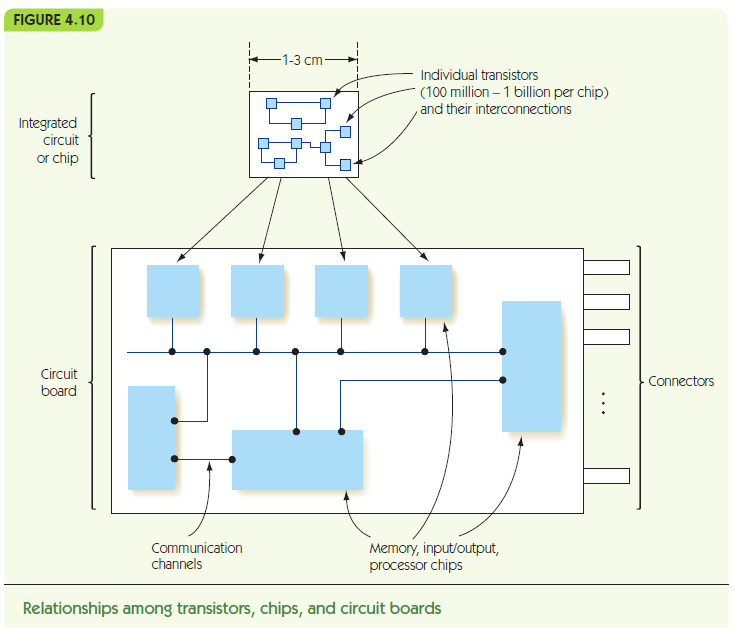 FIGURE 4.10
1-3 cm
Individual transistors
(100 million – 1 billion per chip)
and their interconnections
Integrated
circuit
or chip
Circuit
board
Connectors
Communication
channels
Memory, input/output,
processor chips
Relationships among transistors, chips, and circuit boards